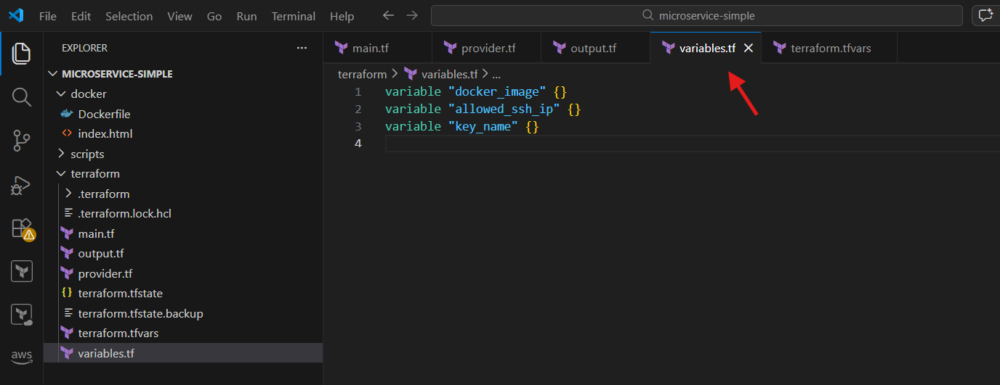 File Edit Selection View Go Run Terminal Help microservice-simple
EXPLORER
main.tf provider.tf output.tf variables.tf terraform.tfvars
MICROSERVICE-SIMPLE
terraform > variables.tf > ...
docker
Dockerfile
index.html
scripts
terraform
.terraform
.terraform.lock.hcl
main.tf
output.tf
provider.tf
{} terraform.tfstate
terraform.tfstate.backup
terraform.tfvars
variables.tf
aws
1 variable "docker_image" {}
2 variable "allowed_ssh_ip" {}
3 variable "key_name" {}
4